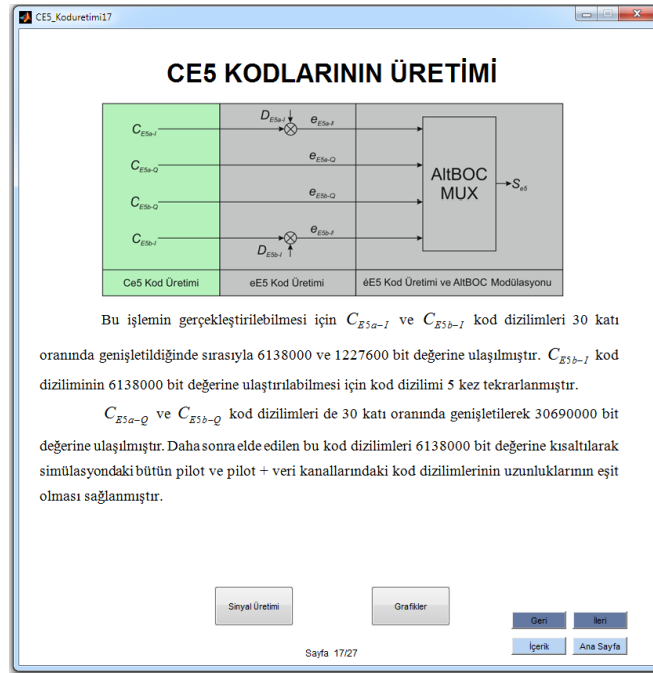 CE5_Koduretimi17
CE5 KODLARININ ÜRETİMİ
C_E5a-I
D_E5a-I
e_E5a-I
C_E5a-Q
e_E5a-Q
C_E5b-Q
e_E5b-Q
C_E5b-I
D_E5b-I
e_E5b-I
AltBOC
MUX
S_e5
Ce5 Kod Üretimi
eE5 Kod Üretimi
éE5 Kod Üretimi ve AltBOC Modülasyonu
Bu işlemin gerçekleştirilebilmesi için C_E5a-I ve C_E5b-I kod dizilimleri 30 katı
oranında genişletildiğinde sırasıyla 6138000 ve 1227600 bit değerine ulaşılmıştır. C_E5b-I kod
diziliminin 6138000 bit değerine ulaştırılabilmesi için kod dizilimi 5 kez tekrarlanmıştır.
C_E5a-Q ve C_E5b-Q kod dizilimleri de 30 katı oranında genişletilerek 30690000 bit
değerine ulaşılmıştır. Daha sonra elde edilen bu kod dizilimleri 6138000 bit değerine kısaltılarak
simülasyondaki bütün pilot ve pilot + veri kanallarındaki kod dizilimlerinin uzunluklarının eşit
olması sağlanmıştır.
Sinyal Üretimi
Grafikler
Geri
İleri
İçerik
Ana Sayfa
Sayfa 17/27